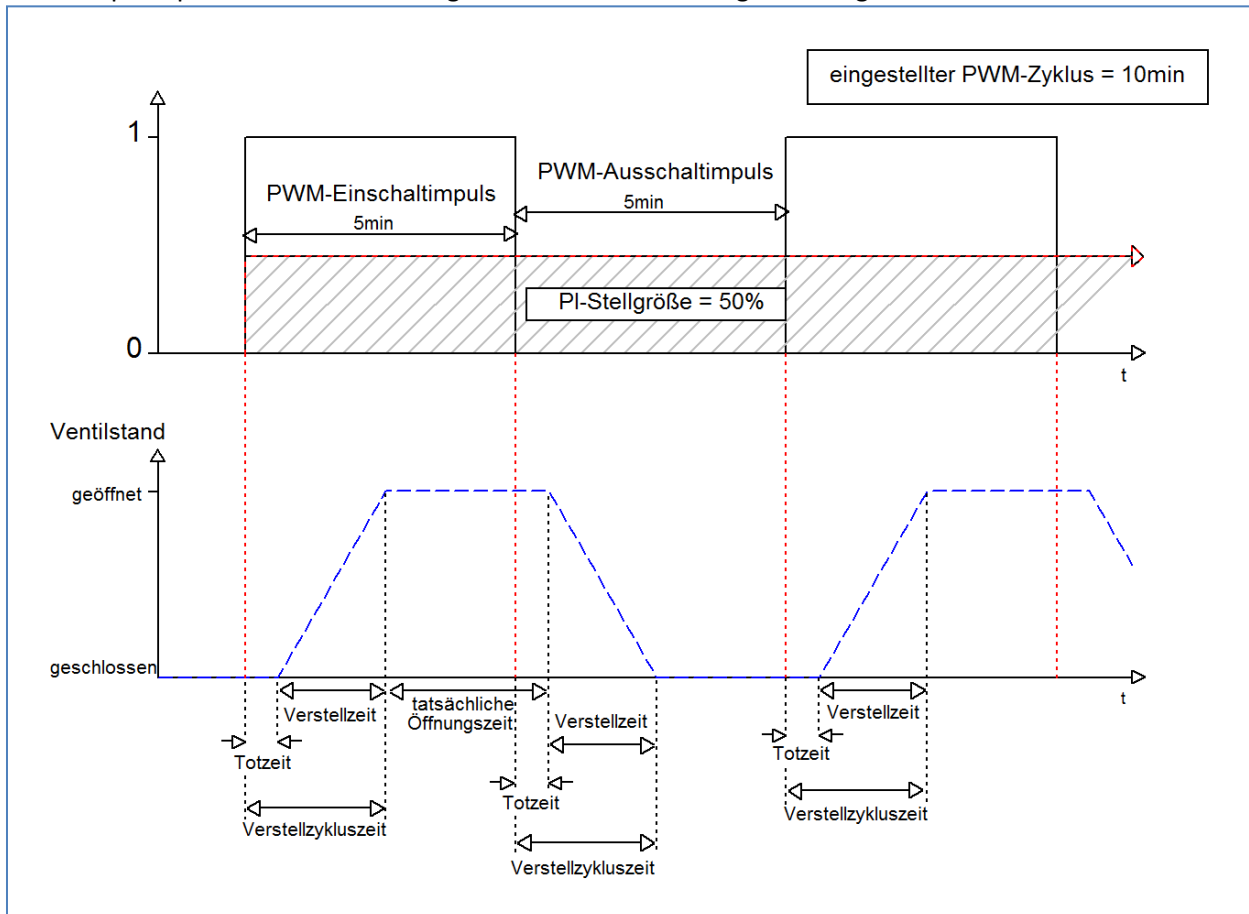 eingestellter PWM-Zyklus = 10min
1
PWM-Einschaltimpuls
5min
PWM-Ausschaltimpuls
5min
PI-Stellgröße = 50%
0
t
Ventilstand
geöffnet
geschlossen
t
Verstellzeit
tatsächliche
Öffnungszeit
Verstellzeit
Verstellzeit
Totzeit
Totzeit
Totzeit
Verstellzykluszeit
Verstellzykluszeit
Verstellzykluszeit